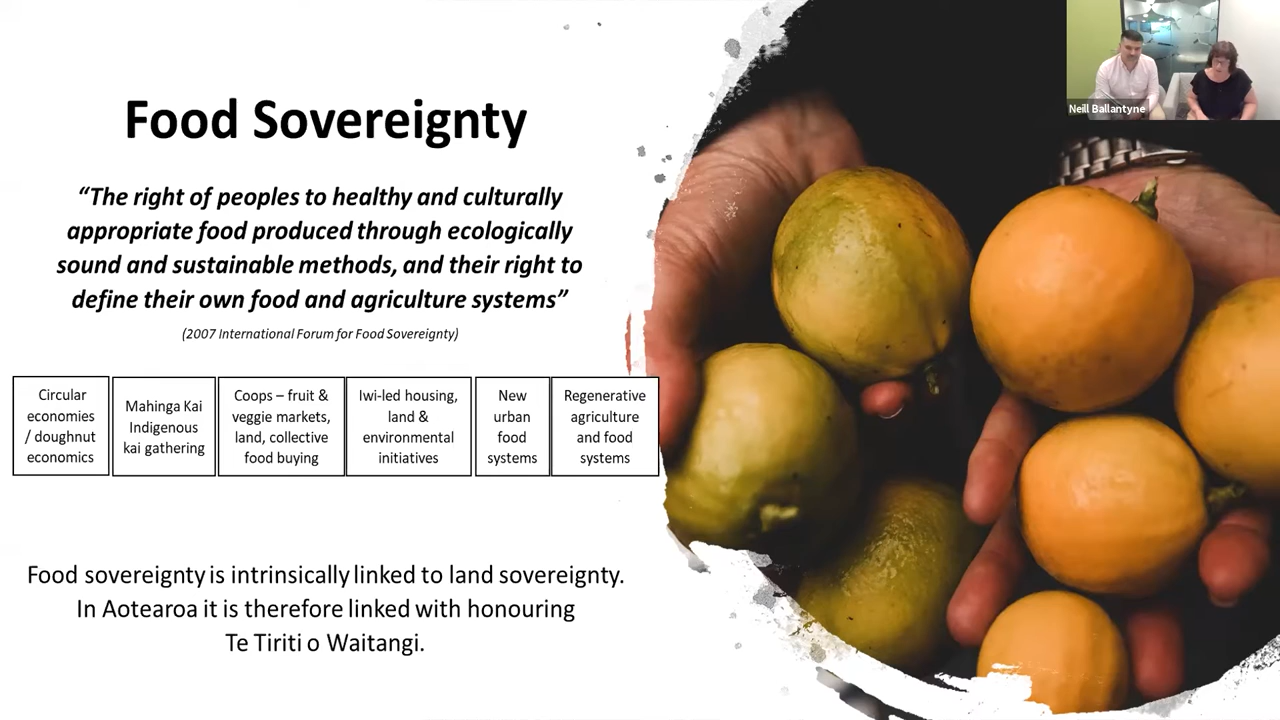 Food Sovereignty
“The right of peoples to healthy and culturally
appropriate food produced through ecologically
sound and sustainable methods, and their right to
define their own food and agriculture systems”
(2007 International Forum for Food Sovereignty)
Circular
economies
/ doughnut
economics
Mahinga Kai
Indigenous
kai gathering
Coops – fruit &
veggie markets,
land, collective
food buying
Iwi-led housing,
land &
environmental
initiatives
New
urban
food
systems
Regenerative
agriculture
and food
systems
Food sovereignty is intrinsically linked to land sovereignty.
In Aotearoa it is therefore linked with honouring
Te Tiriti o Waitangi.
Neill Ballantyne